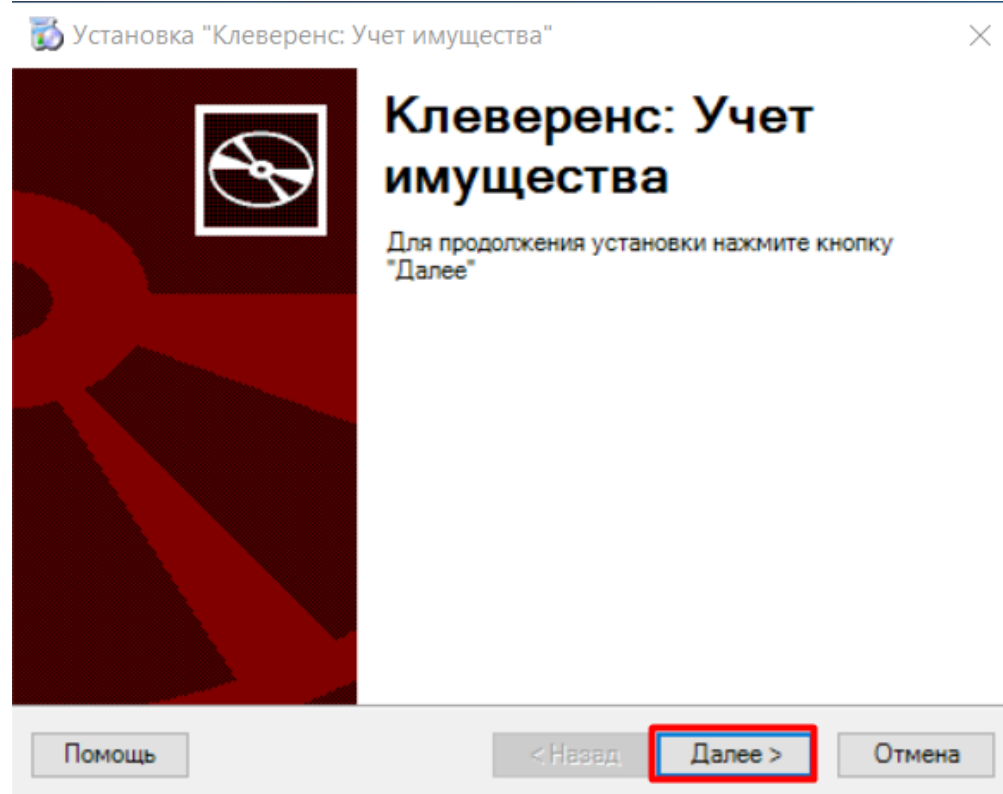 Установка "Клеверенс: Учет имущества"
Клеверенс: Учет
имущества
Для продолжения установки нажмите кнопку
"Далее"
Помощь
< Назад
Далее >
Отмена